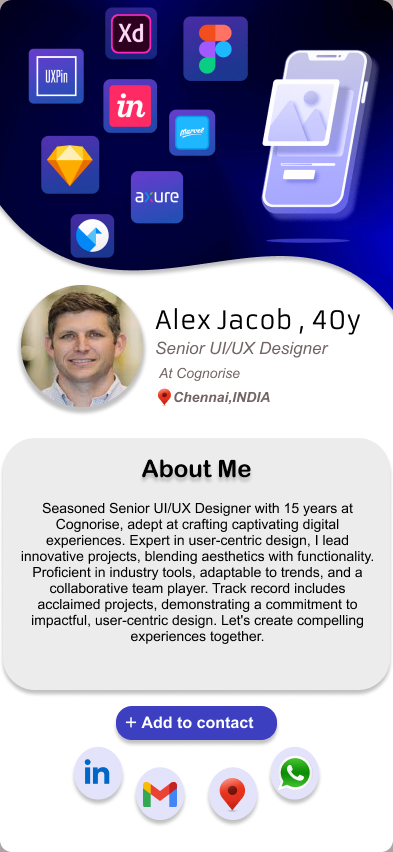 Xd
UXPin
in
Marvel
axure
Alex Jacob , 40y
Senior UI/UX Designer
At Cognorise
Chennai,INDIA
About Me
Seasoned Senior UI/UX Designer with 15 years at
Cognorise, adept at crafting captivating digital
experiences. Expert in user-centric design, I lead
innovative projects, blending aesthetics with functionality.
Proficient in industry tools, adaptable to trends, and a
collaborative team player. Track record includes
acclaimed projects, demonstrating a commitment to
impactful, user-centric design. Let's create compelling
experiences together.
+ Add to contact
in